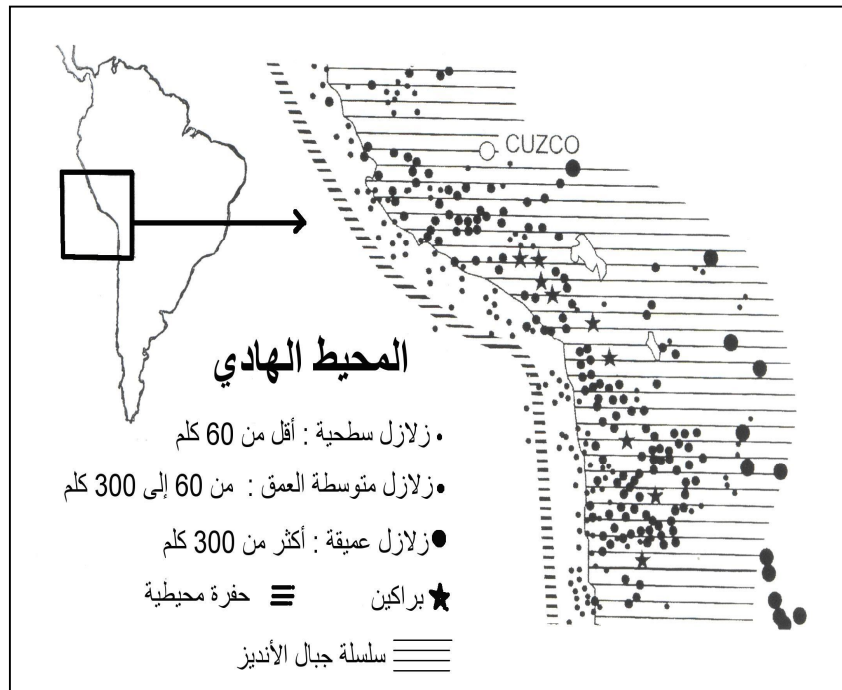 CUZCO
المحيط الهادي
زلازل سطحية : أقل من 60 كلم
زلازل متوسطة العمق : من 60 إلى 300 كلم
زلازل عميقة : أكثر من 300 كلم
براكين
حفرة محيطية
سلسلة جبال الأنديز